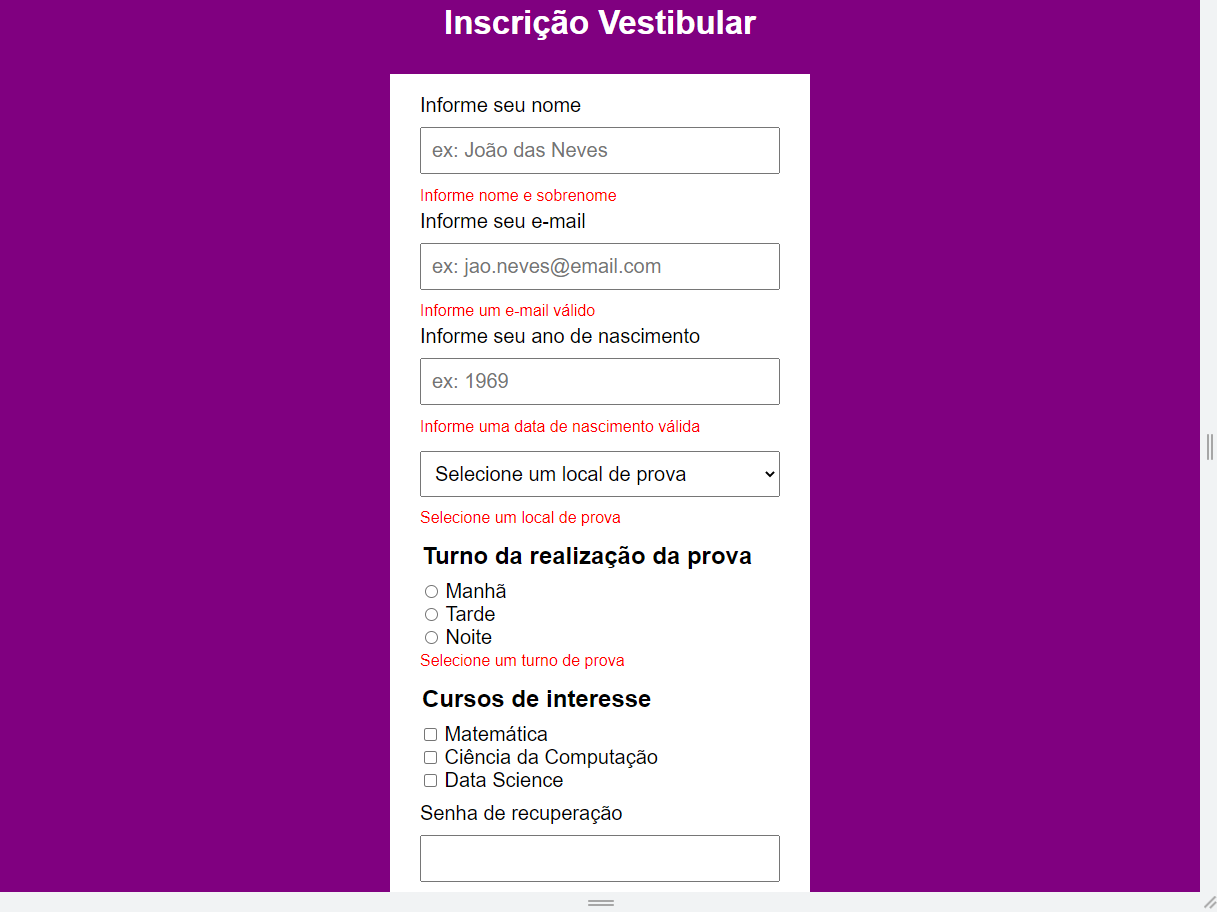 Inscrição Vestibular
Informe seu nome
ex: João das Neves
Informe nome e sobrenome
Informe seu e-mail
ex: jao.neves@email.com
Informe um e-mail válido
Informe seu ano de nascimento
ex: 1969
Informe uma data de nascimento válida
Selecione um local de prova
Selecione um local de prova
Turno da realização da prova
Manhã
Tarde
Noite
Selecione um turno de prova
Cursos de interesse
Matemática
Ciência da Computação
Data Science
Senha de recuperação